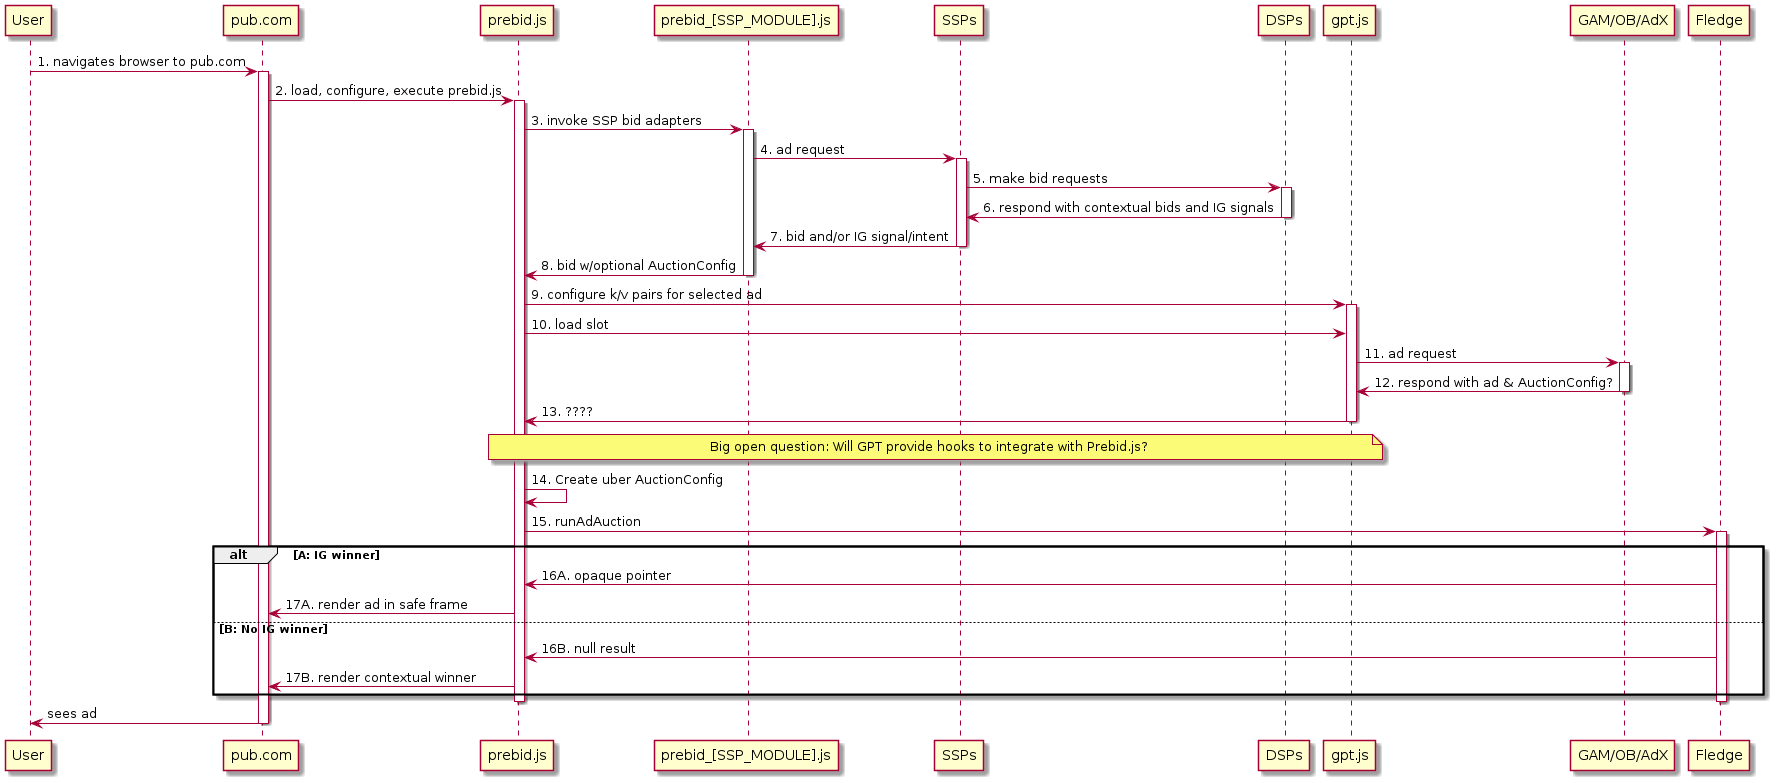 User
pub.com
prebid.js
prebid_[SSP_MODULE].js
SSPs
DSPs
gpt.js
GAM/OB/AdX
Fledge
1. navigates browser to pub.com
2. load, configure, execute prebid.js
3. invoke SSP bid adapters
4. ad request
5. make bid requests
6. respond with contextual bids and IG signals
7. bid and/or IG signal/intent
8. bid w/optional AuctionConfig
9. configure k/v pairs for selected ad
10. load slot
11. ad request
12. respond with ad & AuctionConfig?
13. ????
Big open question: Will GPT provide hooks to integrate with Prebid.js?
14. Create uber AuctionConfig
15. runAdAuction
alt
[A: IG winner]
16A. opaque pointer
17A. render ad in safe frame
[B: No IG winner]
16B. null result
17B. render contextual winner
sees ad
User
pub.com
prebid.js
prebid_[SSP_MODULE].js
SSPs
DSPs
gpt.js
GAM/OB/AdX
Fledge